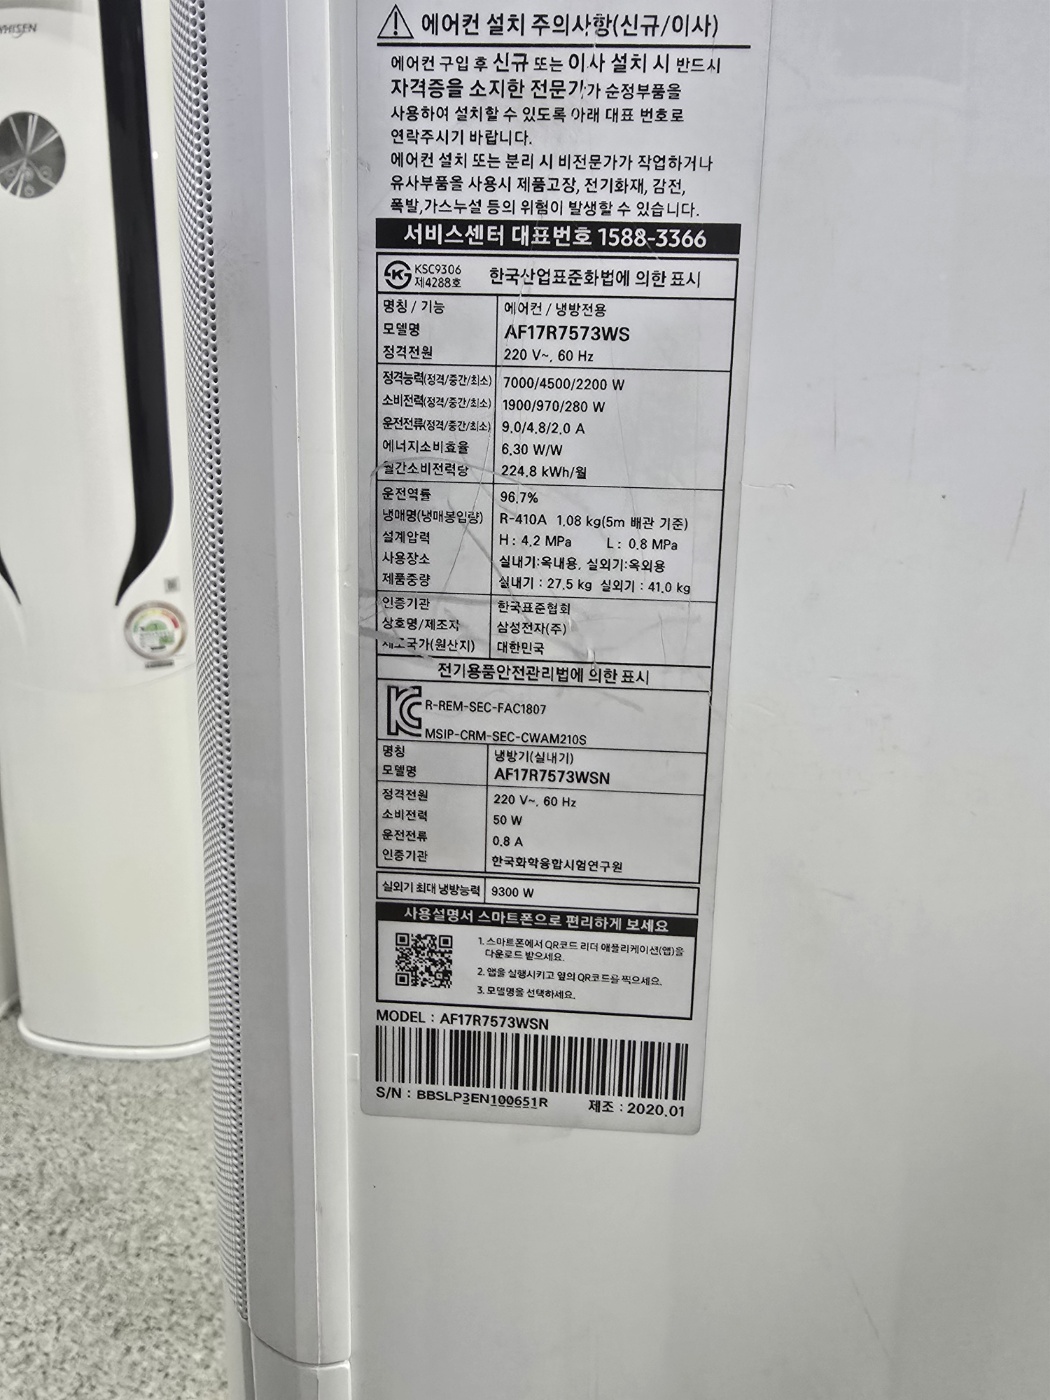 WHISEN
에어컨 설치 주의사항(신규/이사)
에어컨 구입 후 신규 또는 이사 설치 시 반드시
자격증을 소지한 전문가가 순정부품을
사용하여 설치할 수 있도록 아래 대표 번호로
연락주시기 바랍니다.
에어컨 설치 또는 분리 시 비전문가가 작업하거나
유사부품을 사용시 제품고장, 전기화재, 감전,
폭발,가스누설 등의 위험이 발생할 수 있습니다.
서비스센터 대표번호 1588-3366
KSC9306
제4288호
한국산업표준화법에 의한 표시
명칭 / 기능 에어컨 / 냉방전용
모델명 AF17R7573WS
정격전원 220 V~, 60 Hz
정격능력(정격/중간/최소) 7000/4500/2200 W
소비전력(정격/중간/최소) 1900/970/280 W
운전전류(정격/중간/최소) 9.0/4.8/2.0 A
에너지소비효율 6.30 W/W
월간소비전력량 224.8 kWh/월
운전역률 96.7%
냉매명(냉매봉입량) R-410A 1.08 kg(5m 배관 기준)
설계압력 H : 4.2 MPa L : 0.8 MPa
사용장소 실내기:옥내용, 실외기:옥외용
제품중량 실내기 : 27.5 kg 실외기 : 41.0 kg
인증기관 한국표준협회
상호명/제조자 삼성전자(주)
제조국가(원산지) 대한민국
전기용품안전관리법에 의한 표시
R-REM-SEC-FAC1807
MSIP-CRM-SEC-CWAM210S
명칭 냉방기(실내기)
모델명 AF17R7573WSN
정격전원 220 V~, 60 Hz
소비전력 50 W
운전전류 0.8 A
인증기관 한국화학융합시험연구원
실외기 최대 냉방능력 9300 W
사용설명서 스마트폰으로 편리하게 보세요
1. 스마트폰에서 QR코드 리더 애플리케이션(앱)을
다운로드 받으세요.
2. 앱을 실행시키고 옆의 QR코드를 찍으세요.
3. 모델명을 선택하세요.
MODEL : AF17R7573WSN
S/N : BBSLP3EN100651R 제조 : 2020.01